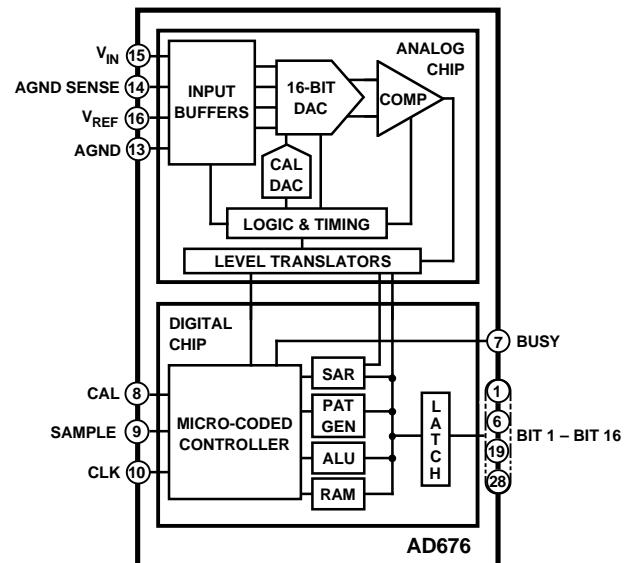 ANALOG
CHIP
V_IN 15
AGND SENSE 14
V_REF 16
AGND 13
INPUT
BUFFERS
16-BIT
DAC
COMP
CAL
DAC
LOGIC & TIMING
LEVEL TRANSLATORS
DIGITAL
CHIP
7 BUSY
CAL 8
SAMPLE 9
CLK 10
MICRO-CODED
CONTROLLER
SAR
PAT
GEN
ALU
RAM
LATCH
1
6
19
28
BIT 1 – BIT 16
AD676